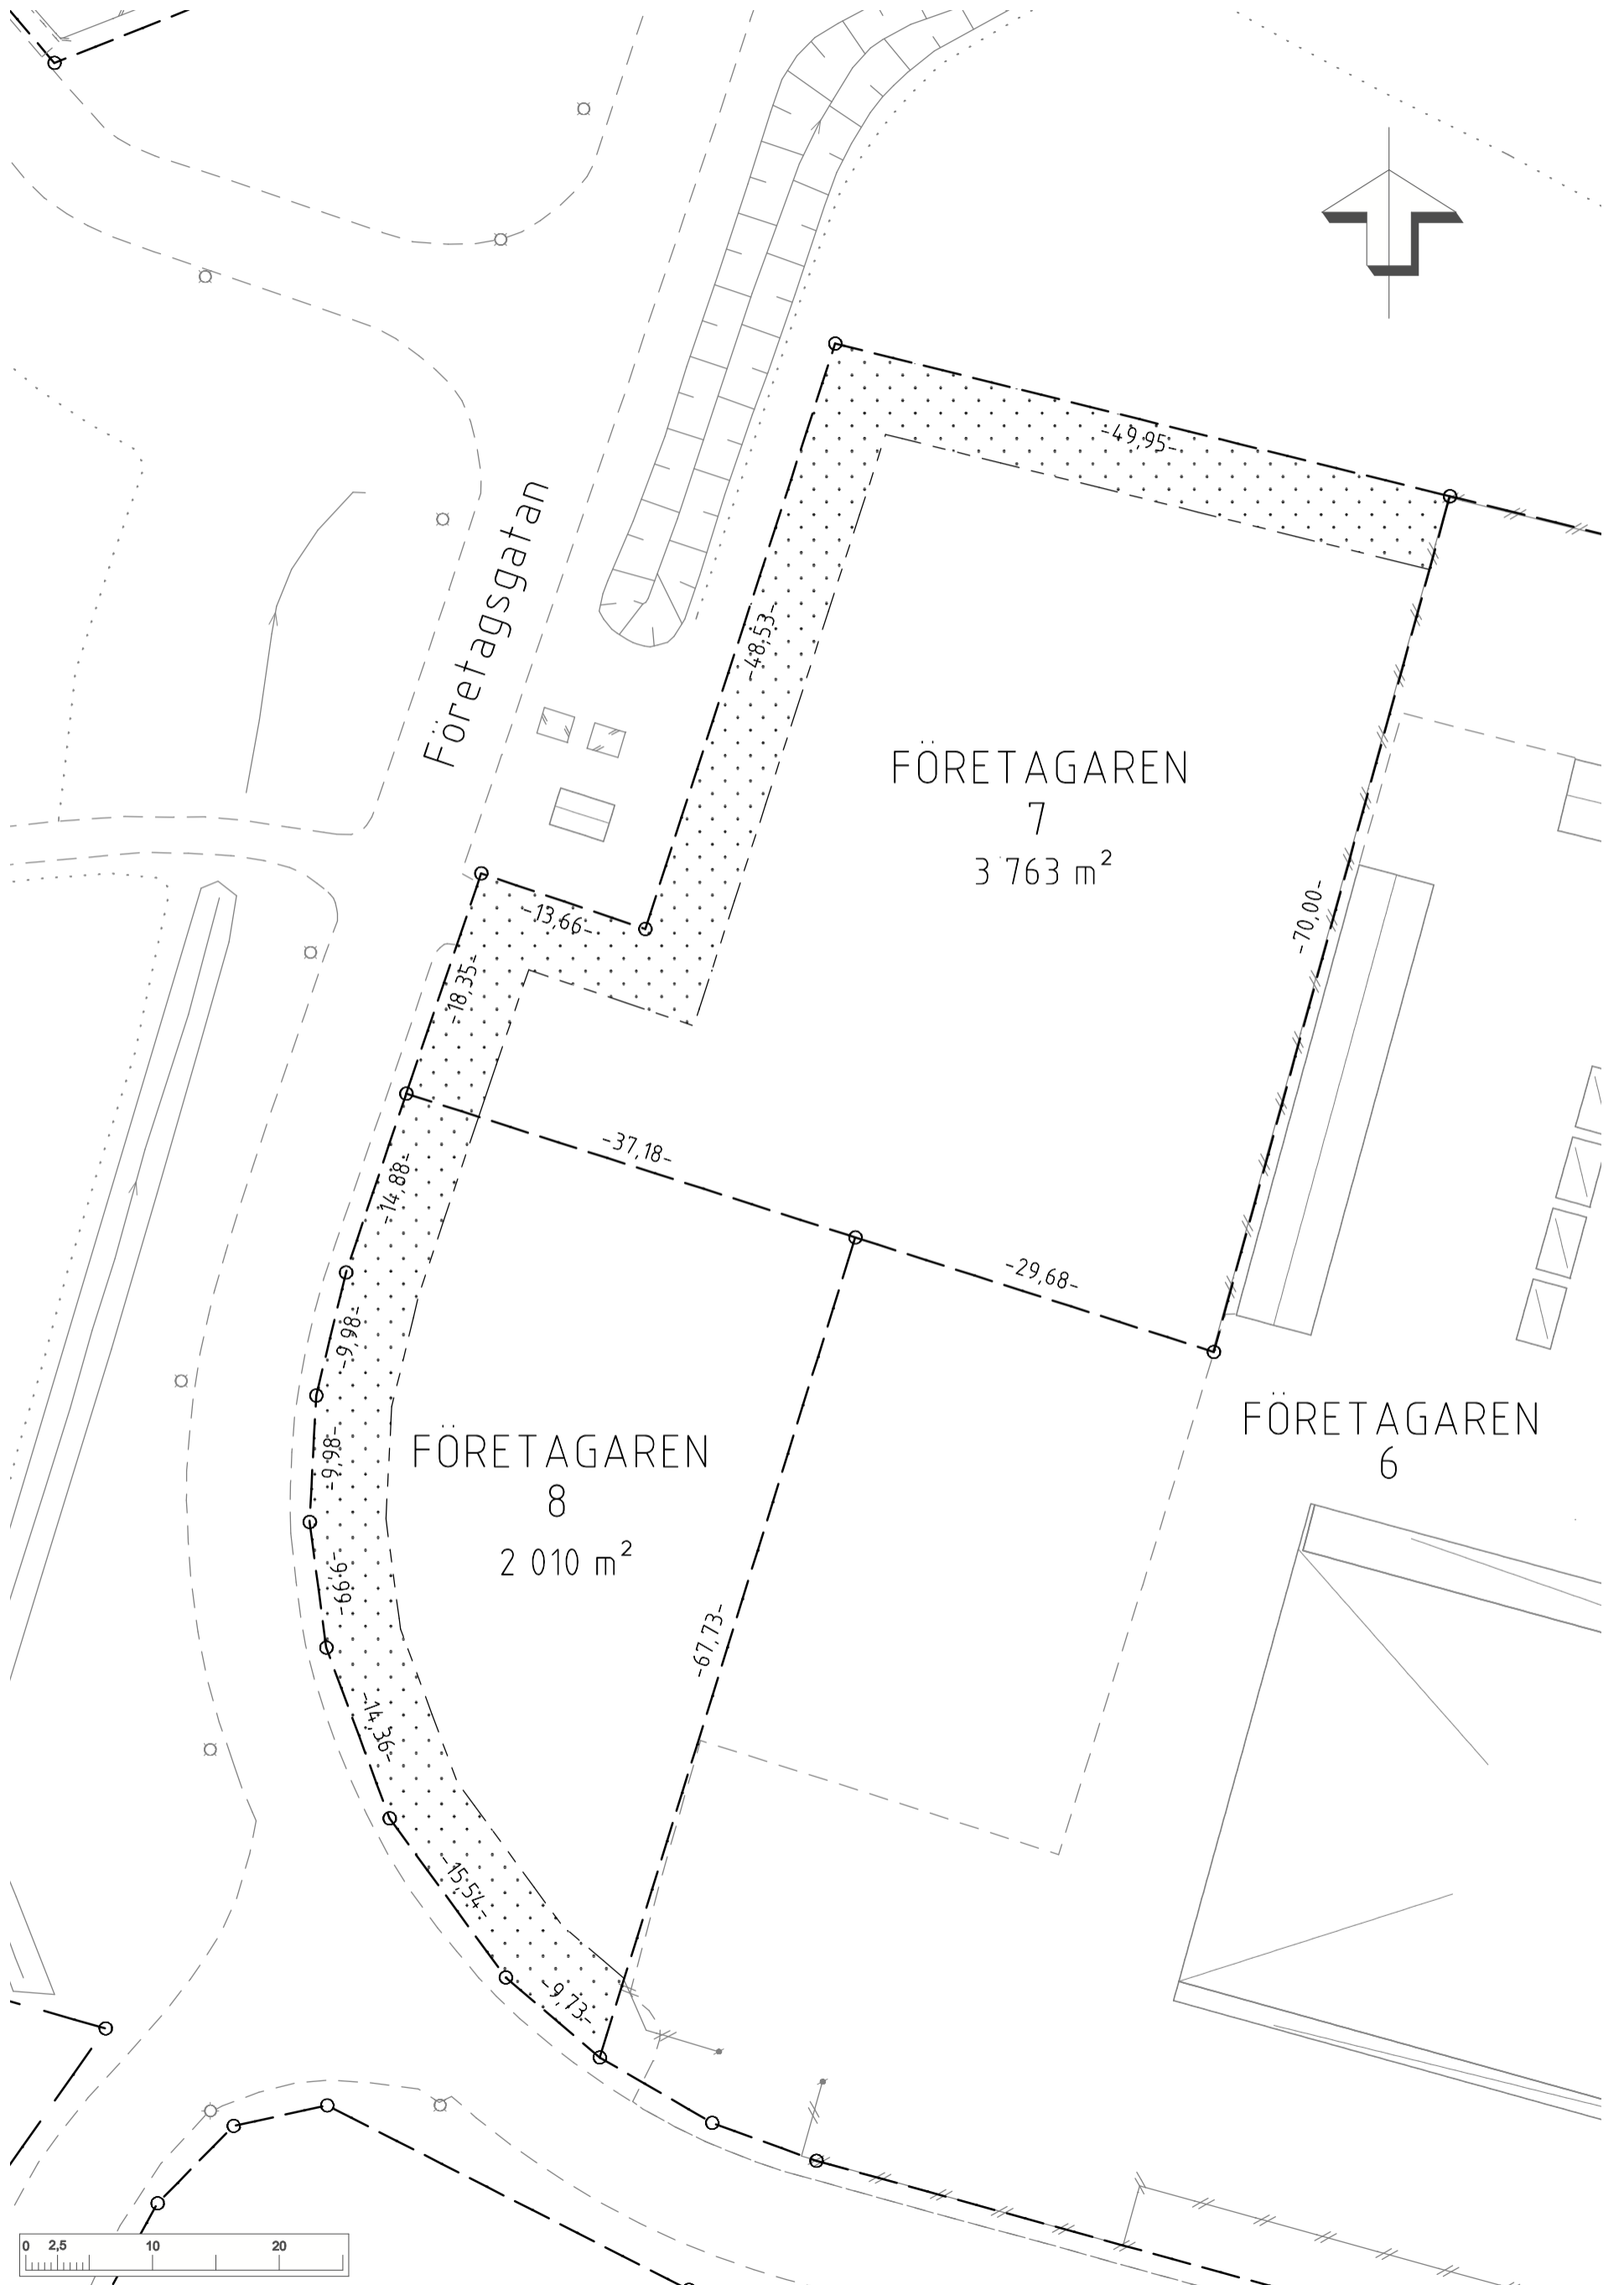 -49,95-
Företagsgatan
-48,53-
FÖRETAGAREN
7
3 763 m²
-13,66-
-70,00-
-18,35-
-37,18-
-14,88-
-29,68-
-9,98-
FÖRETAGAREN
6
FÖRETAGAREN
8
2 010 m²
-9,98-
-9,99-
-67,73-
-14,36-
-15,54-
-9,73-
0 2,5 10 20